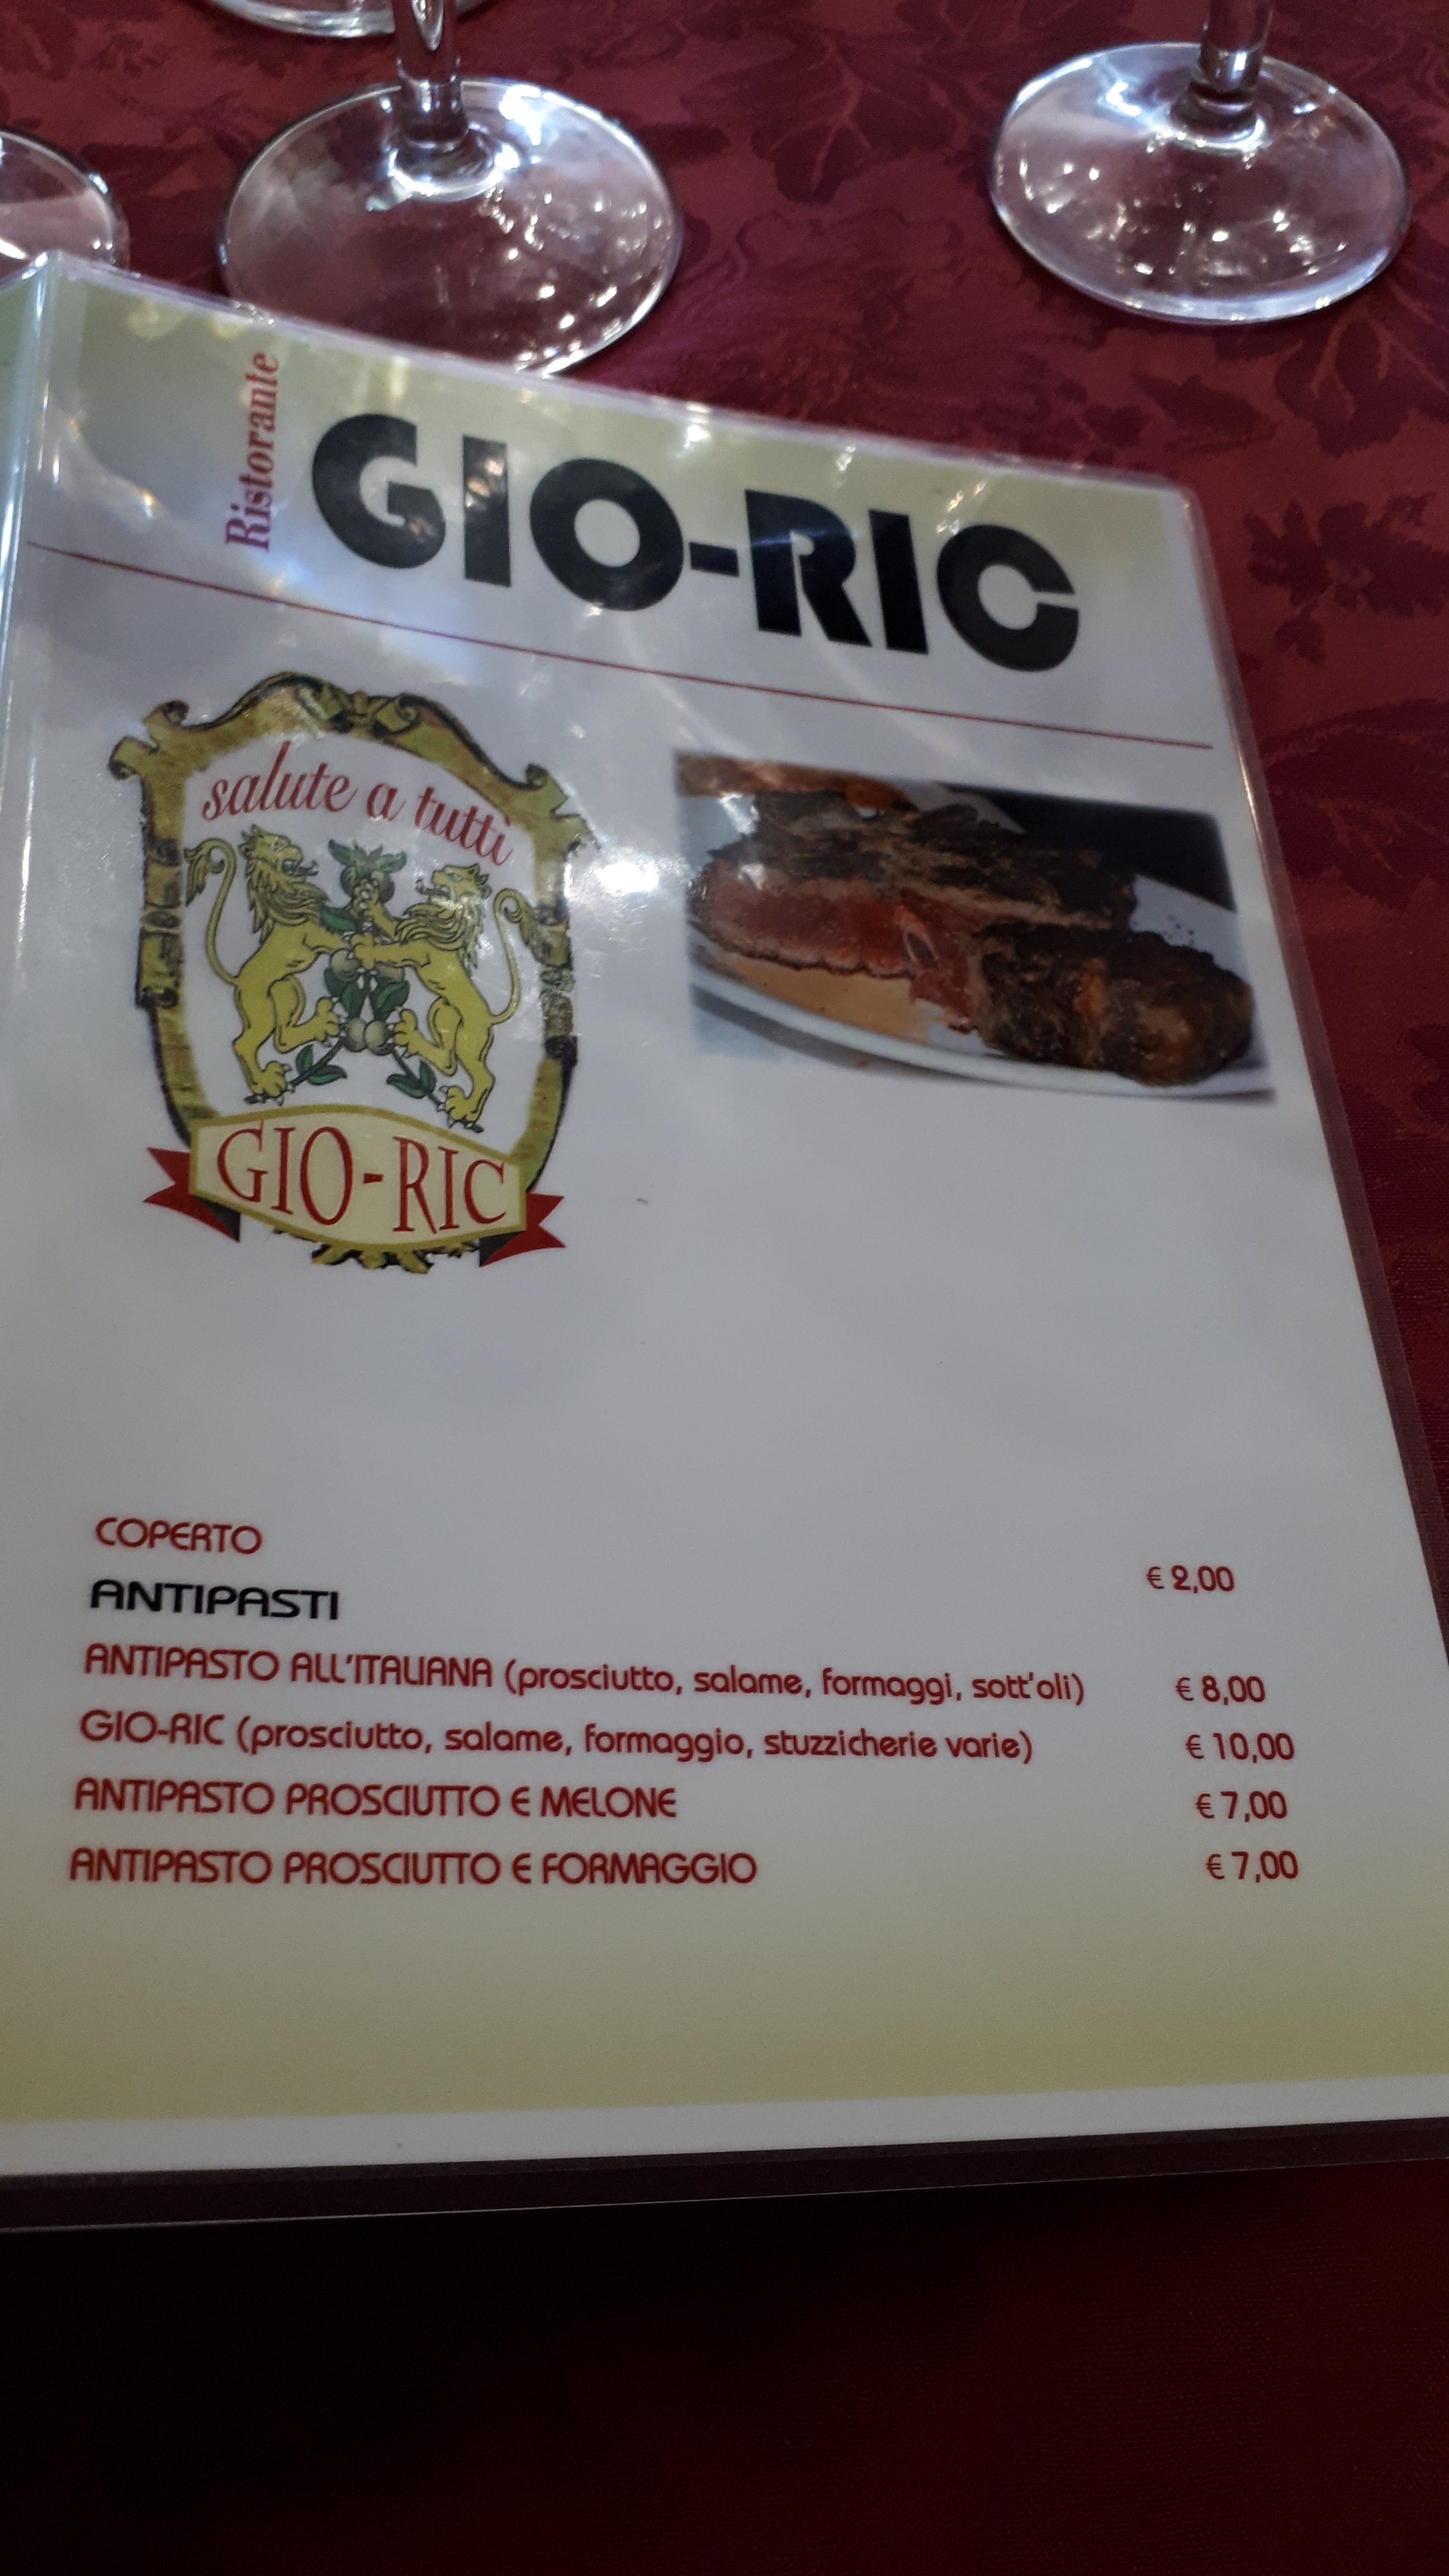 Ristorante
GIO-RIC
salute a tutti
GIO-RIC
COPERTO € 2,00
ANTIPASTI
ANTIPASTO ALL'ITALIANA (prosciutto, salame, formaggi, sott'oli) € 8,00
GIO-RIC (prosciutto, salame, formaggio, stuzzicherie varie) € 10,00
ANTIPASTO PROSCIUTTO E MELONE € 7,00
ANTIPASTO PROSCIUTTO E FORMAGGIO € 7,00